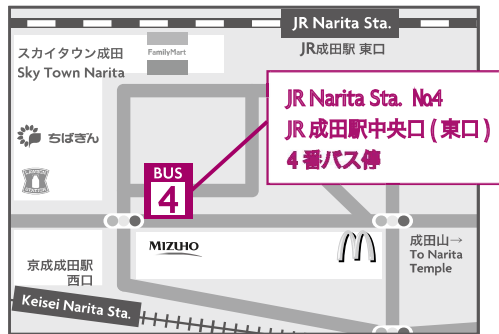 JR Narita Sta.
JR成田駅 東口
スカイタウン成田
Sky Town Narita
FamilyMart
JR Narita Sta. No.4
JR 成田駅中央口 ( 東口 )
4 番バス停
ちばぎん
BUS
4
MIZUHO
成田山→
To Narita
Temple
京成成田駅
西口
Keisei Narita Sta.